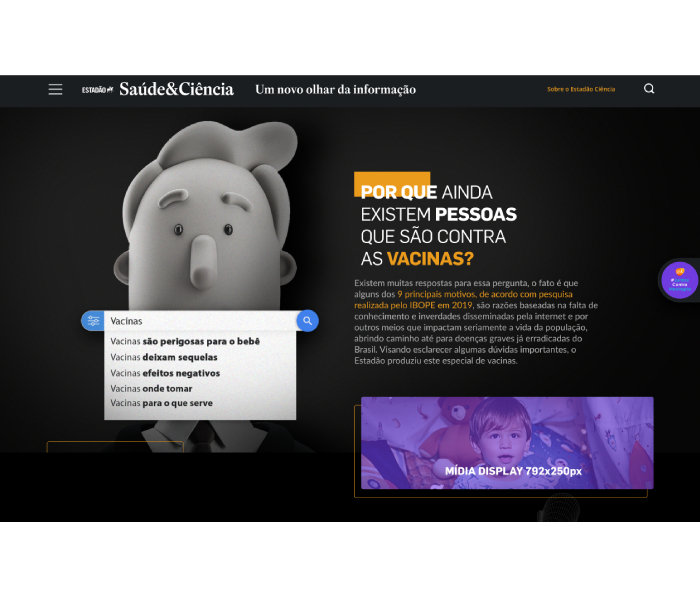 ESTADÃO Saúde&Ciência
Um novo olhar da informação
Sobre o Estadão Ciência
POR QUE AINDA
EXISTEM PESSOAS
QUE SÃO CONTRA
AS VACINAS?
Existem muitas respostas para essa pergunta, o fato é que
alguns dos 9 principais motivos, de acordo com pesquisa
realizada pelo IBOPE em 2019, são razões baseadas na falta de
conhecimento e inverdades disseminadas pela internet e por
outros meios que impactam seriamente a vida da população,
abrindo caminho até para doenças graves já erradicadas do
Brasil. Visando esclarecer algumas dúvidas importantes, o
Estadão produziu este especial de vacinas.
Vacinas
Vacinas são perigosas para o bebê
Vacinas deixam sequelas
Vacinas efeitos negativos
Vacinas onde tomar
Vacinas para o que serve
MÍDIA DISPLAY 792x250px
Contra